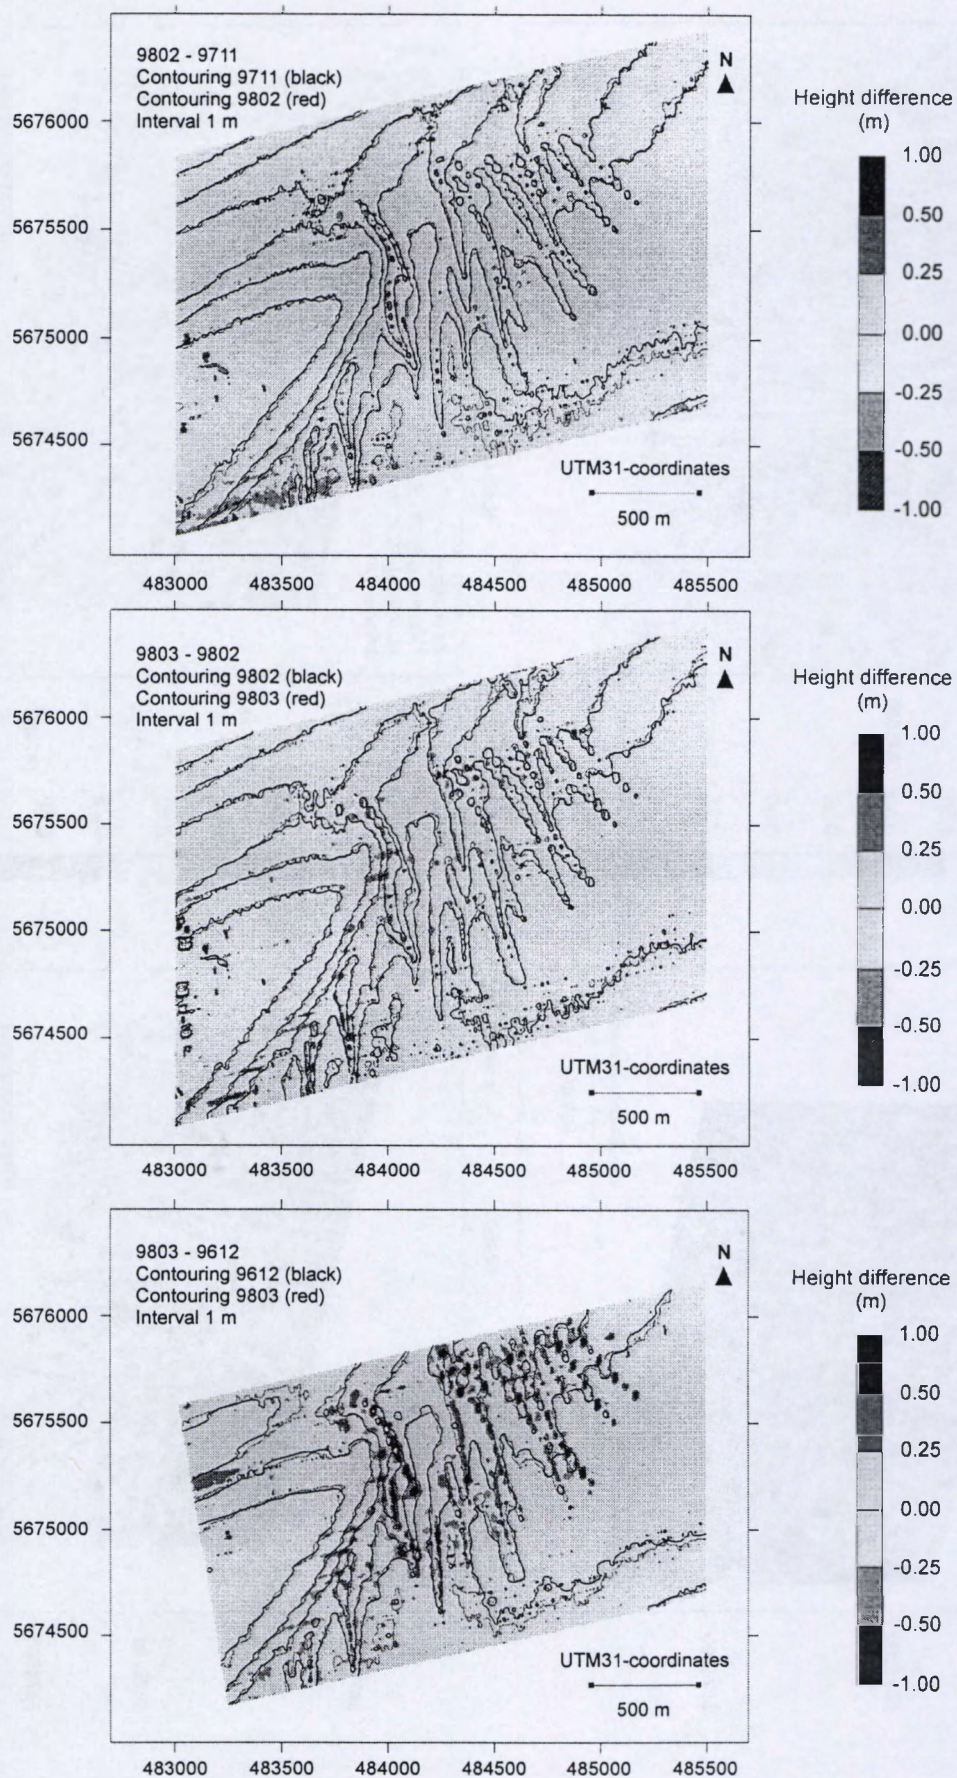 9802 - 9711
Contouring 9711 (black)
Contouring 9802 (red)
Interval 1 m
N
5676000
5675500
5675000
5674500
UTM31-coordinates
500 m
483000 483500 484000 484500 485000 485500
Height difference
(m)
1.00
0.50
0.25
0.00
-0.25
-0.50
-1.00
9803 - 9802
Contouring 9802 (black)
Contouring 9803 (red)
Interval 1 m
N
5676000
5675500
5675000
5674500
UTM31-coordinates
500 m
483000 483500 484000 484500 485000 485500
Height difference
(m)
1.00
0.50
0.25
0.00
-0.25
-0.50
-1.00
9803 - 9612
Contouring 9612 (black)
Contouring 9803 (red)
Interval 1 m
N
5676000
5675500
5675000
5674500
UTM31-coordinates
500 m
483000 483500 484000 484500 485000 485500
Height difference
(m)
1.00
0.50
0.25
0.00
-0.25
-0.50
-1.00